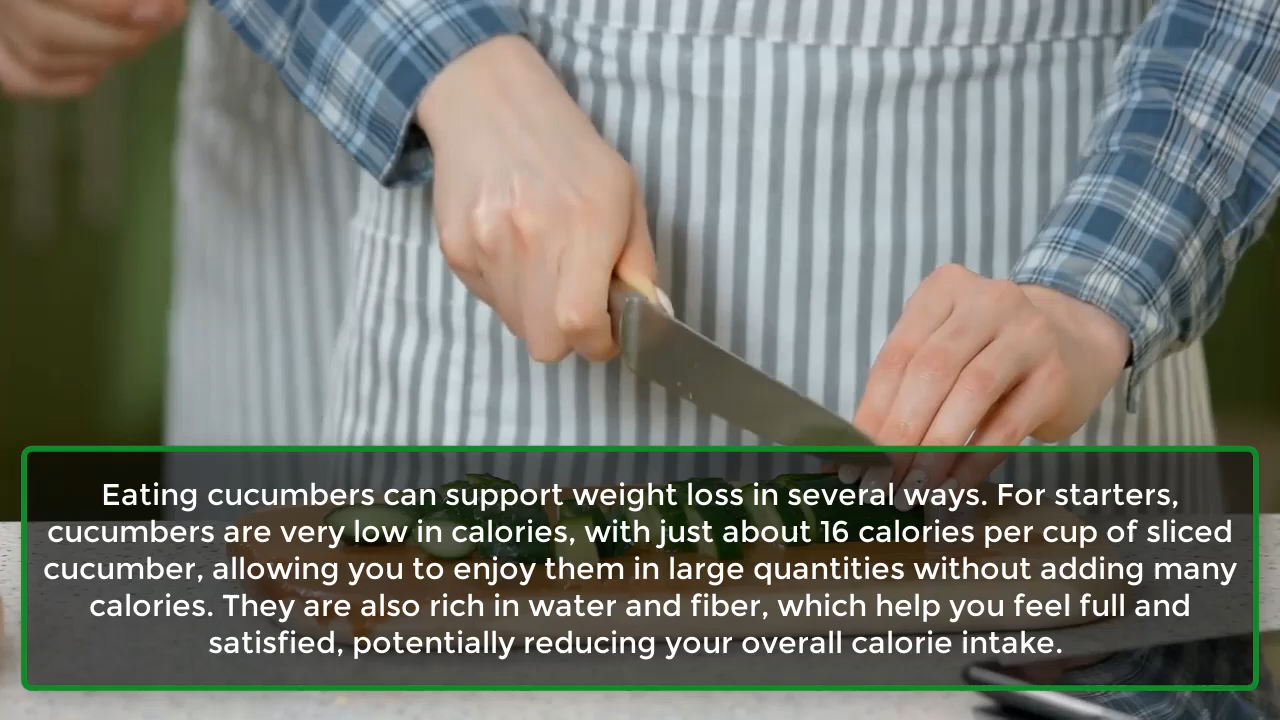 Eating cucumbers can support weight loss in several ways. For starters,
cucumbers are very low in calories, with just about 16 calories per cup of sliced
cucumber, allowing you to enjoy them in large quantities without adding many
calories. They are also rich in water and fiber, which help you feel full and
satisfied, potentially reducing your overall calorie intake.